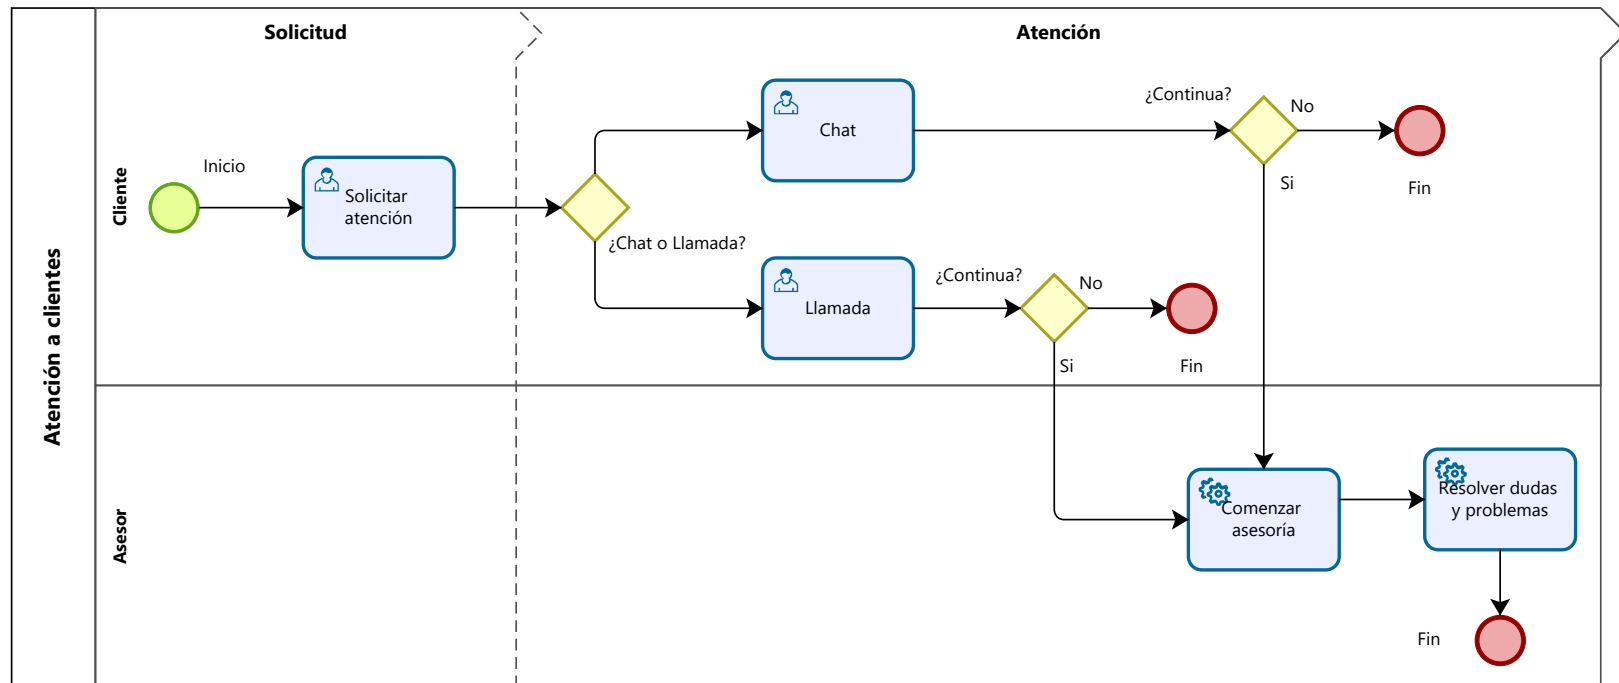 Solicitud
Atención
Atención a clientes
Cliente
Inicio
Solicitar
atención
¿Chat o Llamada?
Chat
¿Continua?
No
Si
Fin
Llamada
¿Continua?
No
Si
Fin
Asesor
Comenzar
asesoría
Resolver dudas
y problemas
Fin